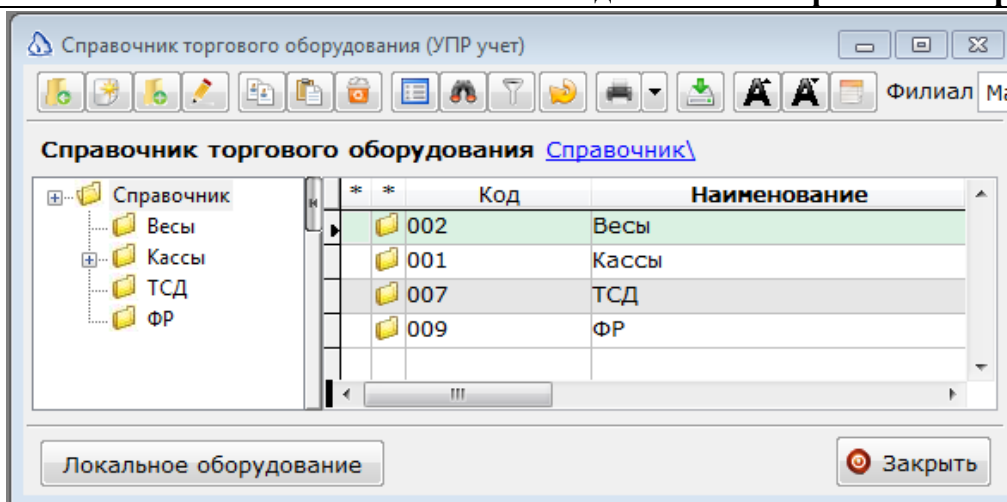 Справочник торгового оборудования (УПР учет)
Филиал
Справочник торгового оборудования Справочник\
Справочник
Весы
Кассы
ТСД
ФР
* * Код Наименование
002 Весы
001 Кассы
007 ТСД
009 ФР
Локальное оборудование Закрыть